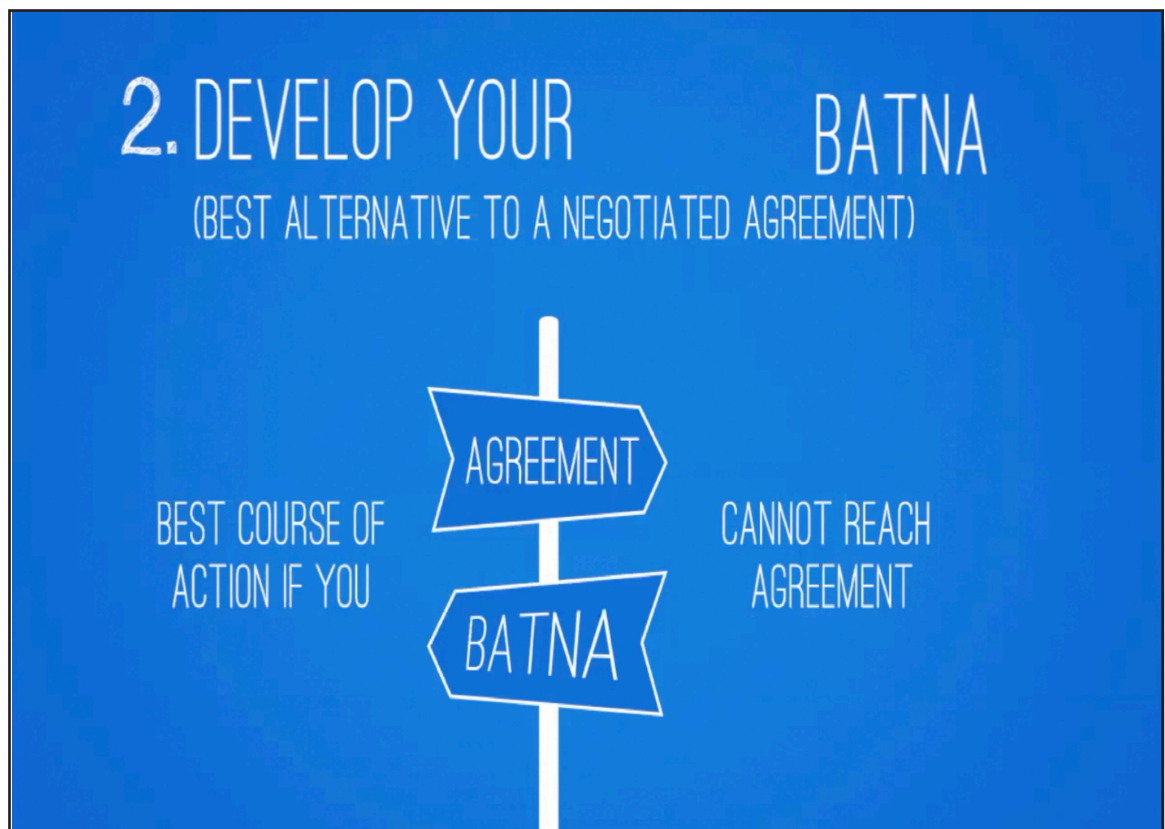 2. DEVELOP YOUR BATNA
(BEST ALTERNATIVE TO A NEGOTIATED AGREEMENT)
AGREEMENT
BEST COURSE OF
ACTION IF YOU
CANNOT REACH
AGREEMENT
BATNA